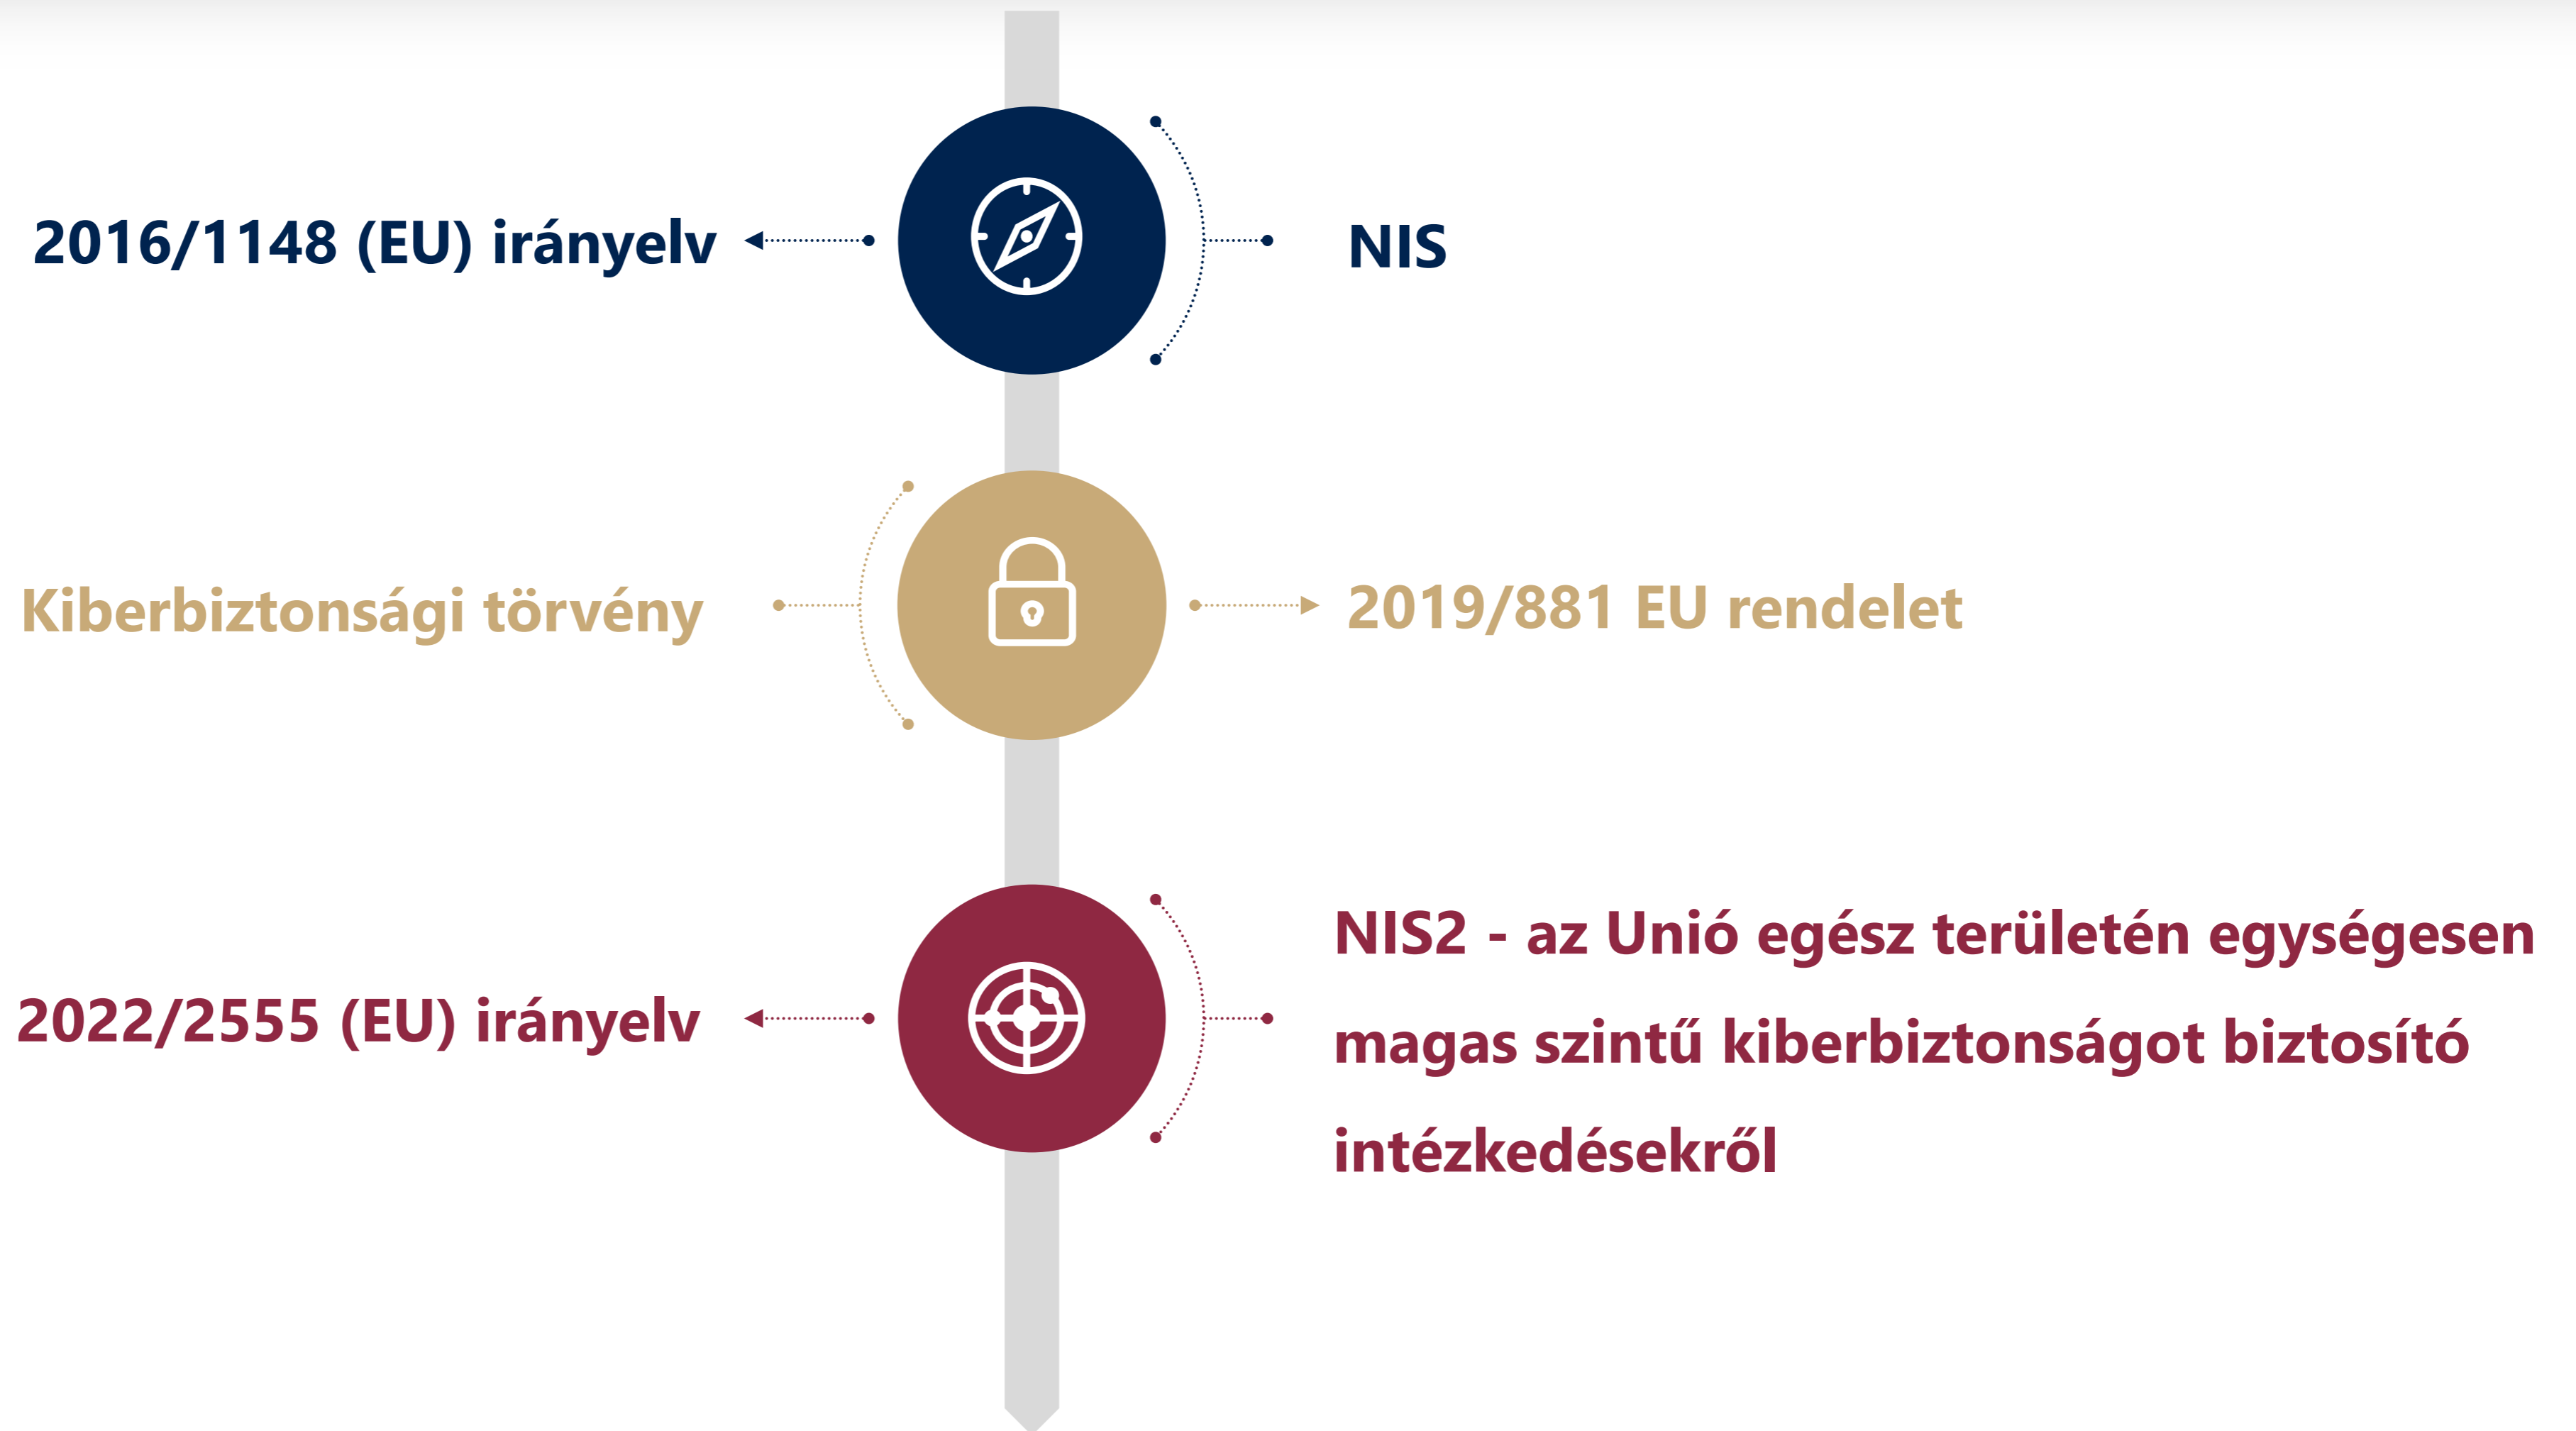 2016/1148 (EU) irányelv
NIS
Kiberbiztonsági törvény
2019/881 EU rendelet
2022/2555 (EU) irányelv
NIS2 - az Unió egész területén egységesen
magas szintű kiberbiztonságot biztosító
intézkedésekről